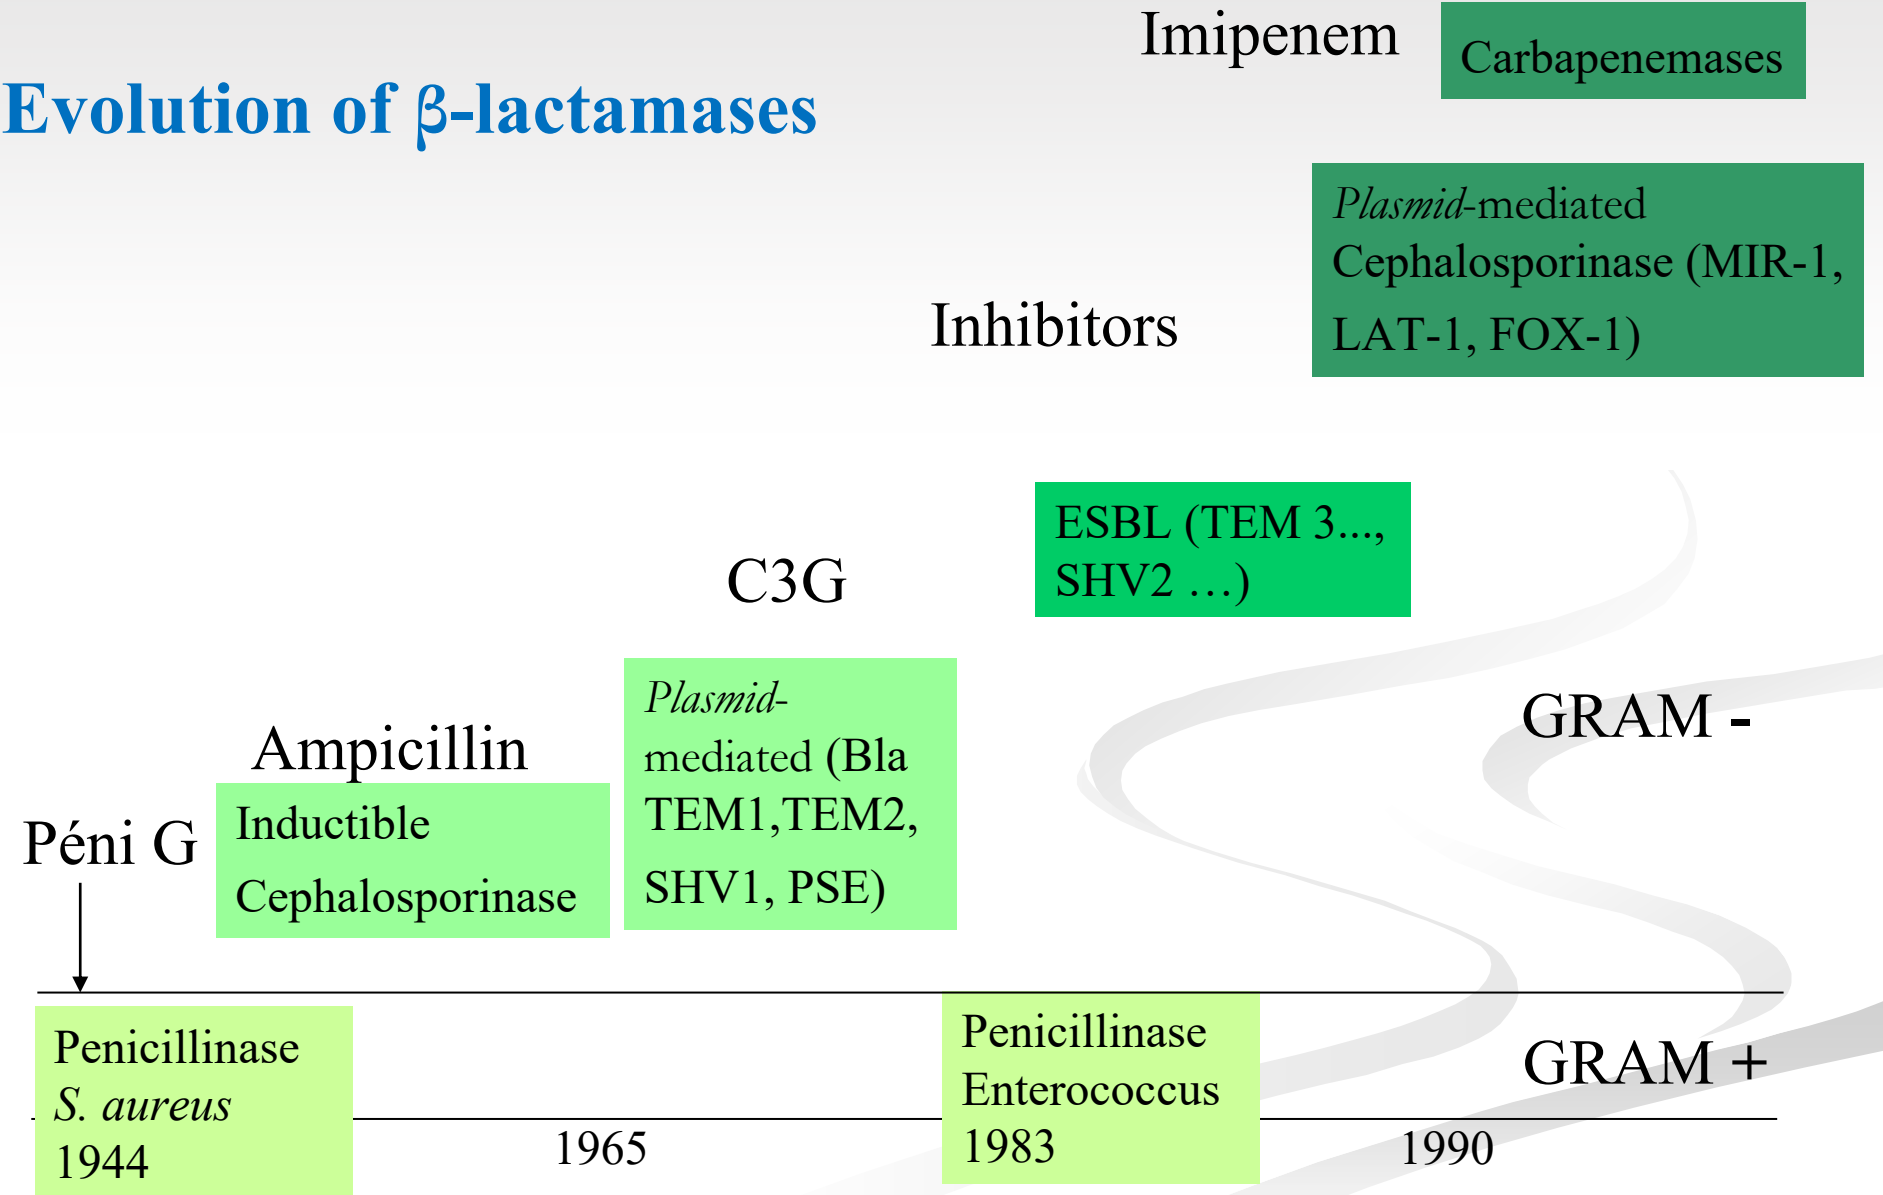 Imipenem
Carbapenemases
Evolution of β-lactamases
Plasmid-mediated
Cephalosporinase (MIR-1,
LAT-1, FOX-1)
Inhibitors
ESBL (TEM 3...,
SHV2 …)
C3G
Plasmid-
mediated (Bla
TEM1,TEM2,
SHV1, PSE)
GRAM -
Ampicillin
Inductible
Cephalosporinase
Péni G
Penicillinase
S. aureus
1944
Penicillinase
Enterococcus
1983
GRAM +
1965
1990